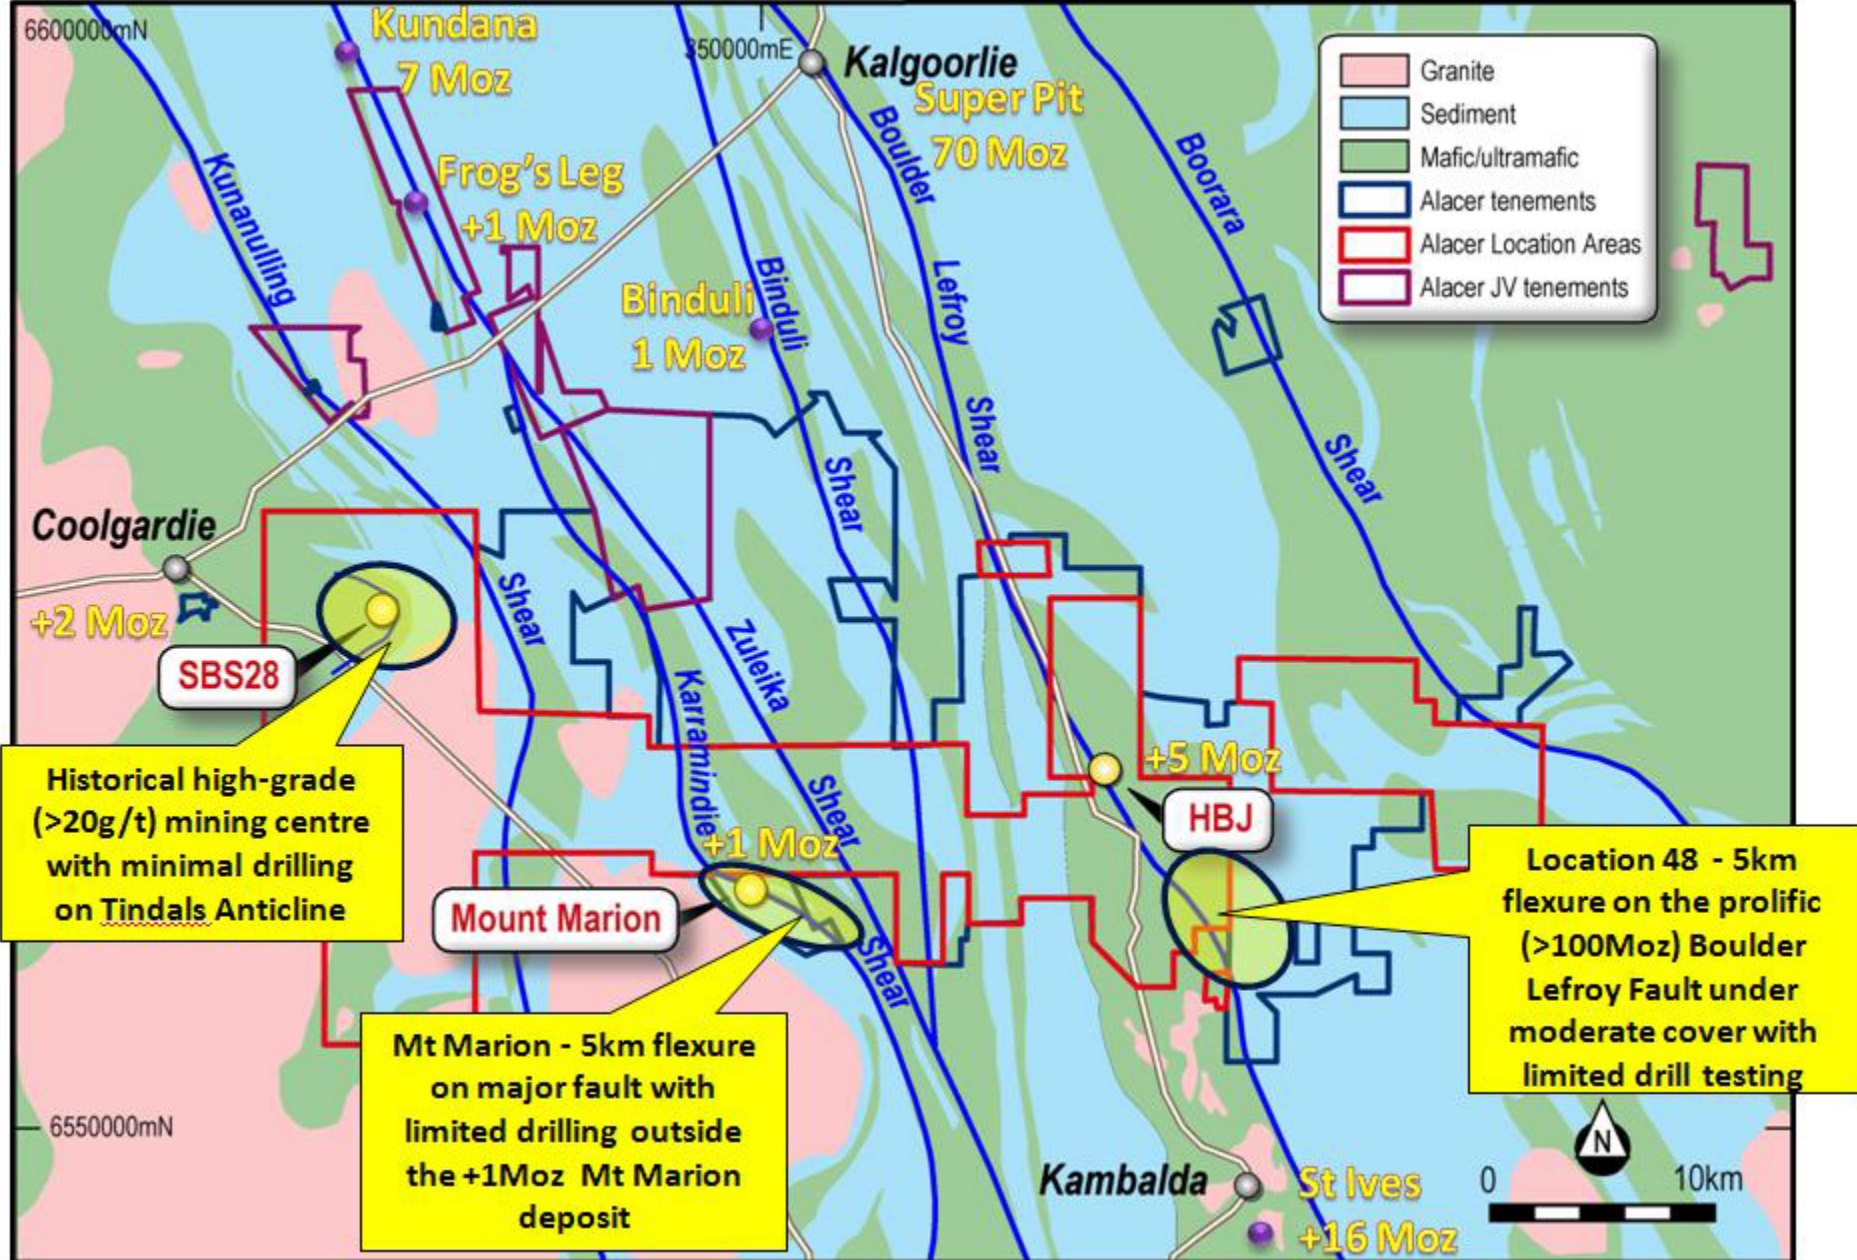 6600000mN
Kundana
7 Moz
350000mE
Kalgoorlie
Super Pit
70 Moz
Granite
Sediment
Mafic/ultramafic
Alacer tenements
Alacer Location Areas
Alacer JV tenements
Kunanulling
Frog's Leg
+1 Moz
Boulder
Boorara
Binduli
1 Moz
Binduli
Lefroy
Shear
Shear
Shear
Coolgardie
+2 Moz
SBS28
Shear
Zuleika
Karramindie
Shear
+5 Moz
HBJ
Historical high-grade
(>20g/t) mining centre
with minimal drilling
on Tindals Anticline
+1 Moz
Mount Marion
Shear
Location 48 - 5km
flexure on the prolific
(>100Moz) Boulder
Lefroy Fault under
moderate cover with
limited drill testing
Mt Marion - 5km flexure
on major fault with
limited drilling outside
the +1Moz Mt Marion
deposit
6550000mN
Kambalda
St Ives
+16 Moz
N
0 10km